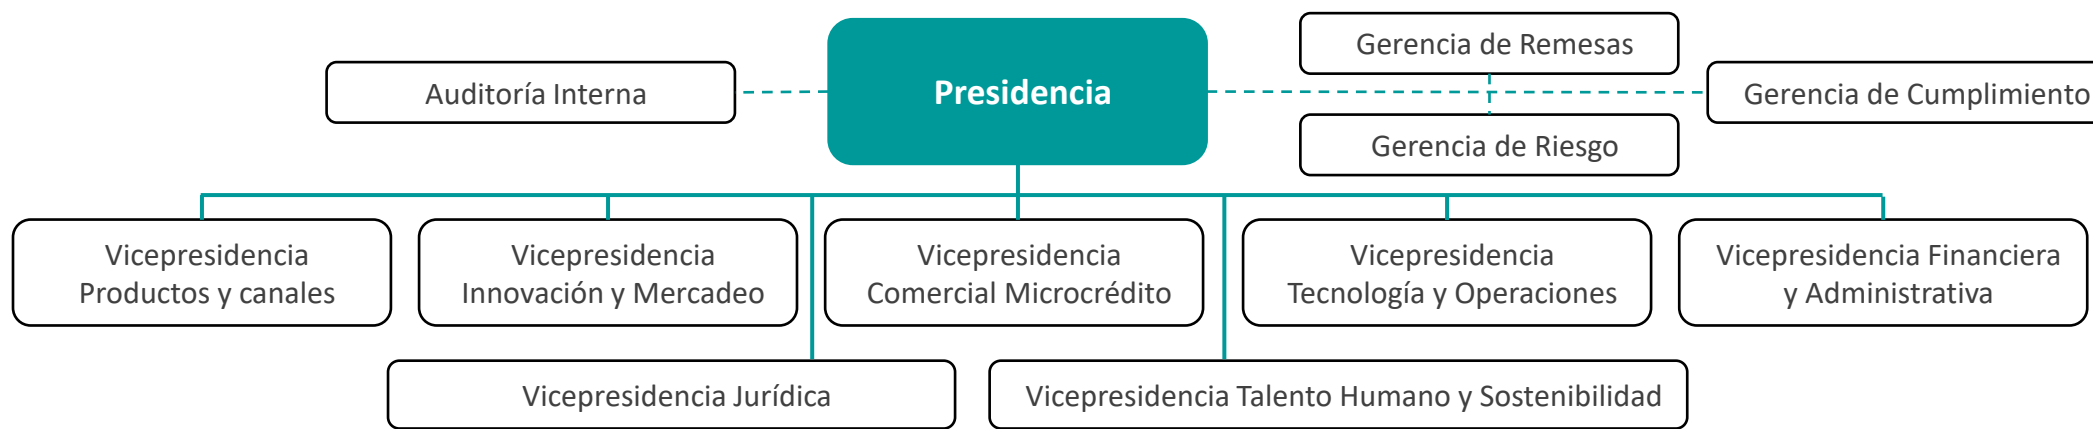 Gerencia de Remesas
Auditoría Interna
Presidencia
Gerencia de Cumplimiento
Gerencia de Riesgo
Vicepresidencia
Productos y canales
Vicepresidencia
Innovación y Mercadeo
Vicepresidencia
Comercial Microcrédito
Vicepresidencia
Tecnología y Operaciones
Vicepresidencia Financiera
y Administrativa
Vicepresidencia Jurídica
Vicepresidencia Talento Humano y Sostenibilidad